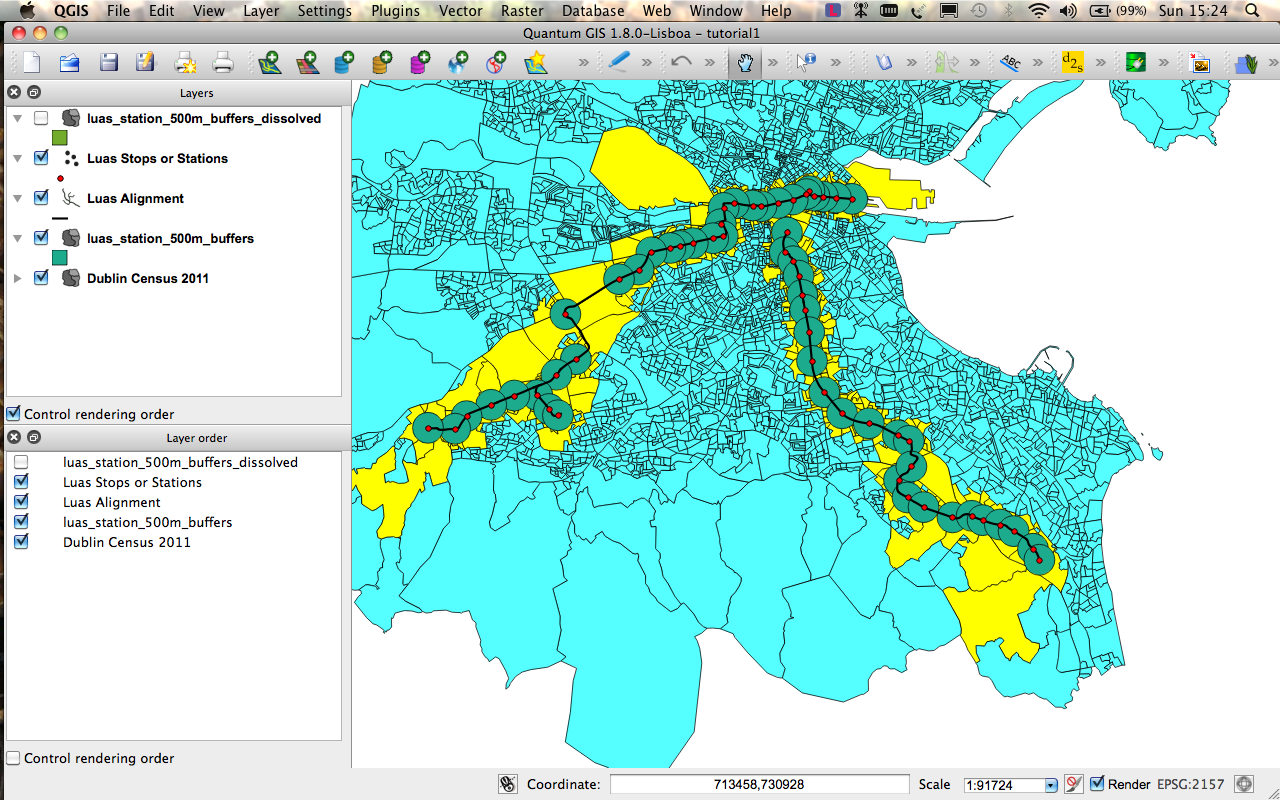 QGIS File Edit View Layer Settings Plugins Vector Raster Database Web Window Help L (99%) Sun 15:24
Quantum GIS 1.8.0-Lisboa - tutorial1
ABC d2s
Layers
luas_station_500m_buffers_dissolved
Luas Stops or Stations
Luas Alignment
luas_station_500m_buffers
Dublin Census 2011
Control rendering order
Layer order
luas_station_500m_buffers_dissolved
Luas Stops or Stations
Luas Alignment
luas_station_500m_buffers
Dublin Census 2011
Control rendering order
Coordinate: 713458,730928 Scale 1:91724 Render EPSG:2157